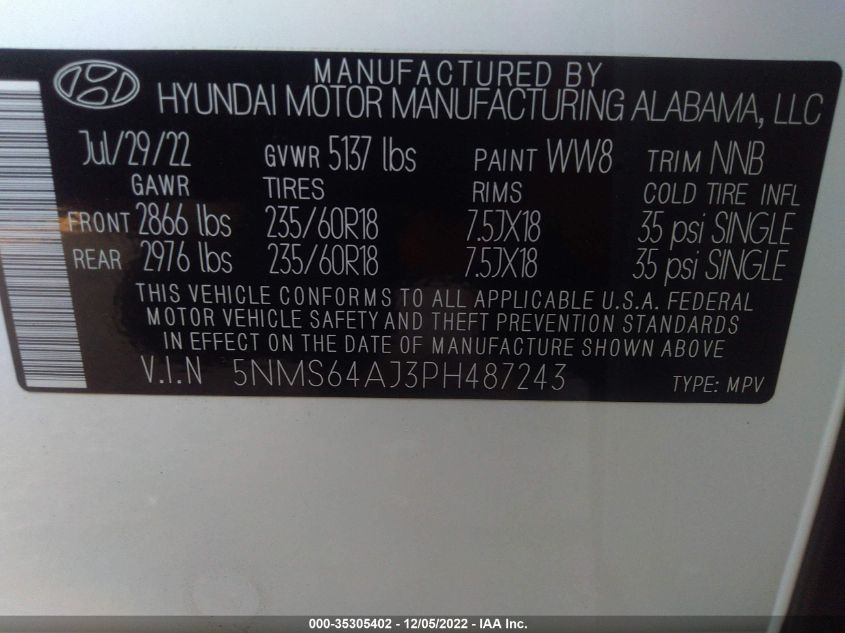 MANUFACTURED BY
HYUNDAI MOTOR MANUFACTURING ALABAMA, LLC
Jul/29/22 GVWR 5137 lbs PAINT WW8 TRIM NNB
GAWR TIRES RIMS COLD TIRE INFL
FRONT 2866 lbs 235/60R18 7.5JX18 35 psi SINGLE
REAR 2976 lbs 235/60R18 7.5JX18 35 psi SINGLE
THIS VEHICLE CONFORMS TO ALL APPLICABLE U.S.A. FEDERAL
MOTOR VEHICLE SAFETY AND THEFT PREVENTION STANDARDS
IN EFFECT ON THE DATE OF MANUFACTURE SHOWN ABOVE
V.I.N 5NMS64AJ3PH487243 TYPE: MPV
000-35305402 - 12/05/2022 - IAA Inc.